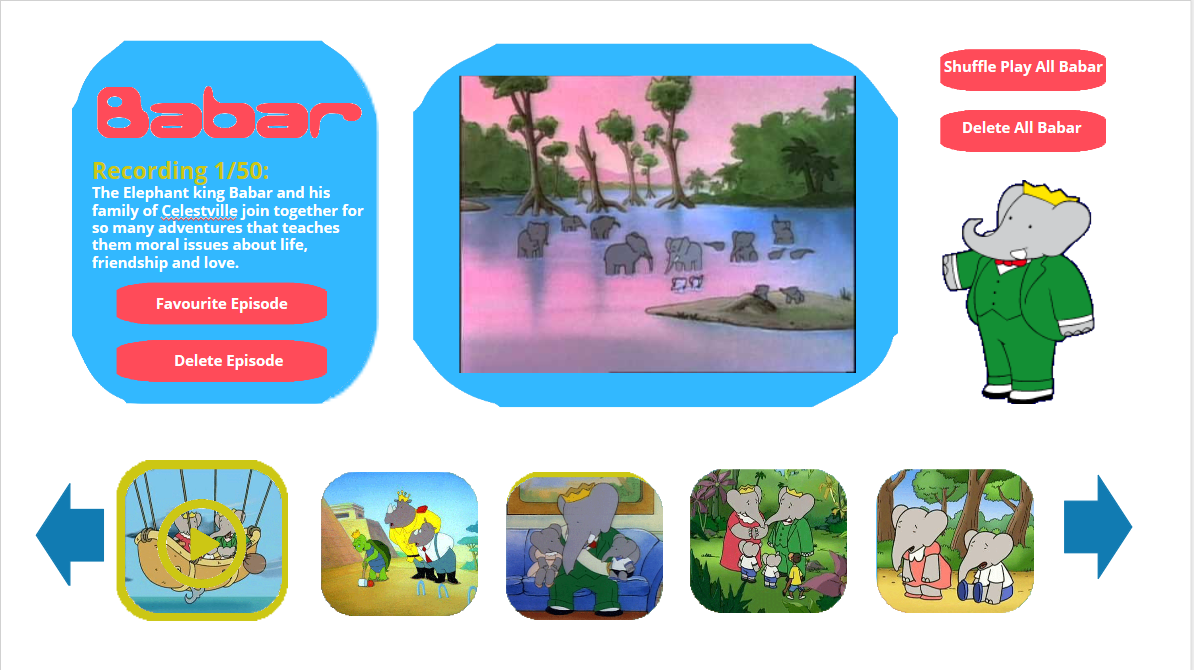 Babar
Recording 1/50:
The Elephant king Babar and his
family of Celestville join together for
so many adventures that teaches
them moral issues about life,
friendship and love.
Favourite Episode
Delete Episode
Shuffle Play All Babar
Delete All Babar